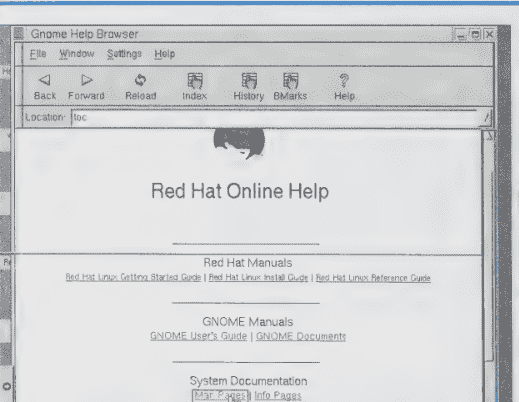 Gnome Help Browser
File Window Settings Help
Back Forward Reload Index History BMarks Help
Location: toc
Red Hat Online Help
Red Hat Manuals
Red Hat Linux Getting Started Guide | Red Hat Linux Install Guide | Red Hat Linux Reference Guide
GNOME Manuals
GNOME User's Guide | GNOME Documents
System Documentation
Man Pages | Info Pages